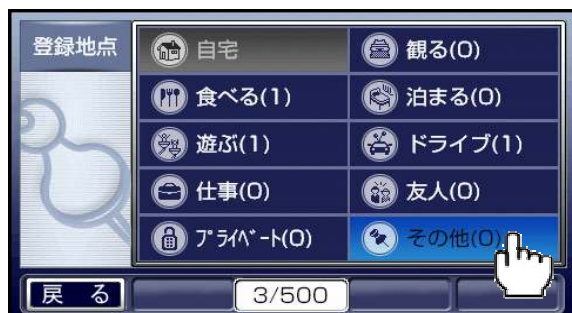 登録地点
自宅
観る(0)
食べる(1)
泊まる(0)
遊ぶ(1)
ドライブ(1)
仕事(0)
友人(0)
ﾌﾟﾗｲﾍﾞｰﾄ(0)
その他(0)
戻る
3/500